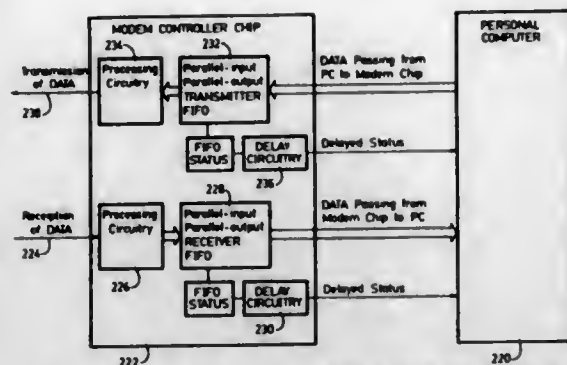 MODEM CONTROLLER CHIP
PERSONAL
COMPUTER
234
232
Transmission
of DATA
238
Processing
Circuitry
Parallel-input
Parallel-output
TRANSMITTER
FIFO
DATA Passing from
PC to Modem Chip
FIFO
STATUS
DELAY
CIRCUITRY
236
Delayed Status
228
Reception
of DATA
224
Processing
Circuitry
226
Parallel-input
Parallel-output
RECEIVER
FIFO
DATA Passing from
Modem Chip to PC
FIFO
STATUS
DELAY
CIRCUITRY
230
Delayed Status
222
220